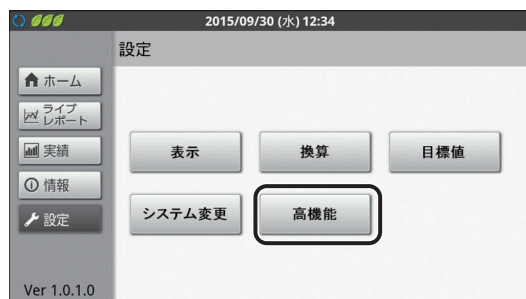 2015/09/30 (水) 12:34
設定
ホーム
ライブ
レポート
実績
情報
設定
表示
換算
目標値
システム変更
高機能
Ver 1.0.1.0